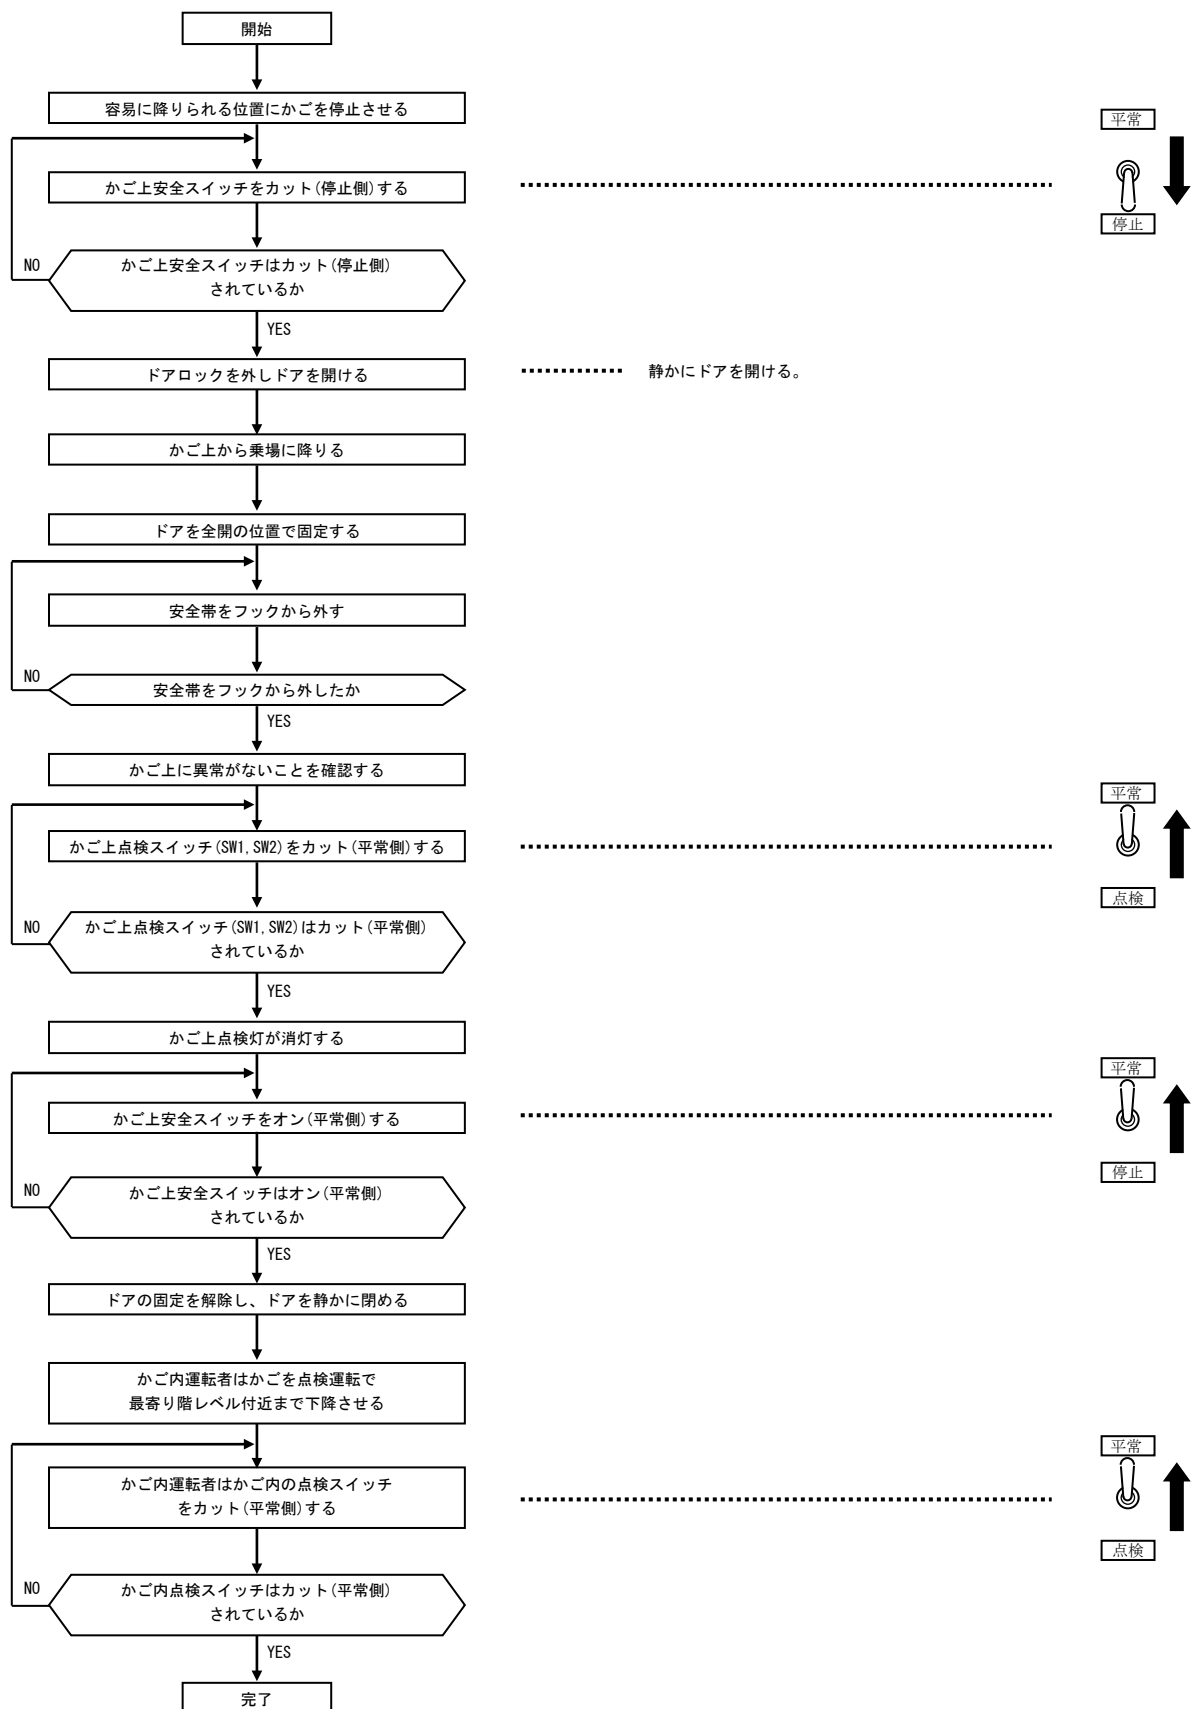 開始
容易に降りられる位置にかごを停止させる
平常
かご上安全スイッチをカット(停止側)する
停止
NO
かご上安全スイッチはカット(停止側)
されているか
YES
ドアロックを外しドアを開ける
静かにドアを開ける。
かご上から乗場に降りる
ドアを全開の位置で固定する
安全帯をフックから外す
NO
安全帯をフックから外したか
YES
かご上に異常がないことを確認する
平常
かご上点検スイッチ(SW1,SW2)をカット(平常側)する
点検
NO
かご上点検スイッチ(SW1,SW2)はカット(平常側)
されているか
YES
かご上点検灯が消灯する
平常
かご上安全スイッチをオン(平常側)する
停止
NO
かご上安全スイッチはオン(平常側)
されているか
YES
ドアの固定を解除し、ドアを静かに閉める
かご内運転者はかごを点検運転で
最寄り階レベル付近まで下降させる
平常
かご内運転者はかご内の点検スイッチ
をカット(平常側)する
点検
NO
かご内点検スイッチはカット(平常側)
されているか
YES
完了